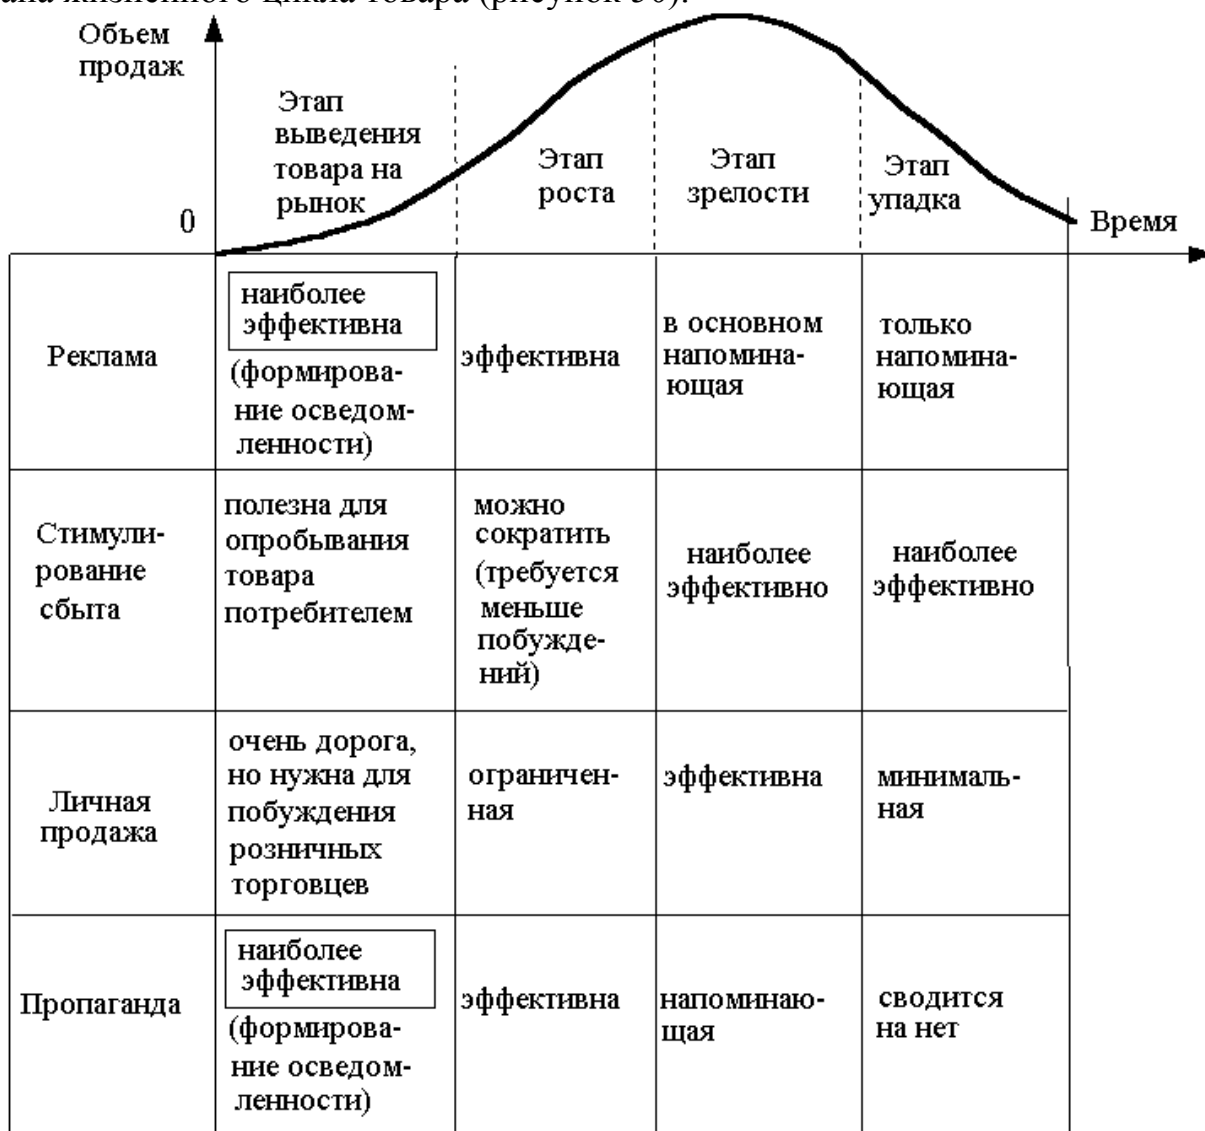 ана жизненного цикла товара (рисунок 30).
Обьем
продаж
Этап
выведения
товара на
рынок
Этап
роста
Этап
зрелости
Этап
упадка
0
Время
Реклама
наиболее
эффективна
(формирова-
ние осведом-
ленности)
эффективна
в основном
напомина-
ющая
только
напомина-
ющая
Стимули-
рование
сбыта
полезна для
опробывания
товара
потребителем
можно
сократить
(требуется
меньше
побужде-
ний)
наиболее
эффективно
наиболее
эффективно
Личная
продажа
очень дорога,
но нужна для
побуждения
розничных
торговцев
ограничен-
ная
эффективна
минималь-
ная
Пропаганда
наиболее
эффективна
(формирова-
ние осведом-
ленности)
эффективна
напоминаю-
щая
сводится
на нет